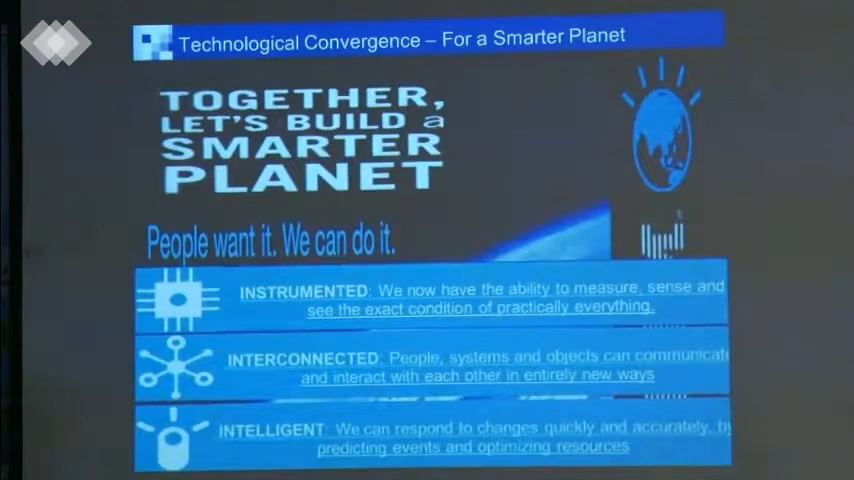 Technological Convergence – For a Smarter Planet
TOGETHER,
LET'S BUILD a
SMARTER
PLANET
People want it. We can do it.
INSTRUMENTED: We now have the ability to measure, sense and
see the exact condition of practically everything.
INTERCONNECTED: People, systems and objects can communicate
and interact with each other in entirely new ways
INTELLIGENT: We can respond to changes quickly and accurately, by
predicting events and optimizing resources